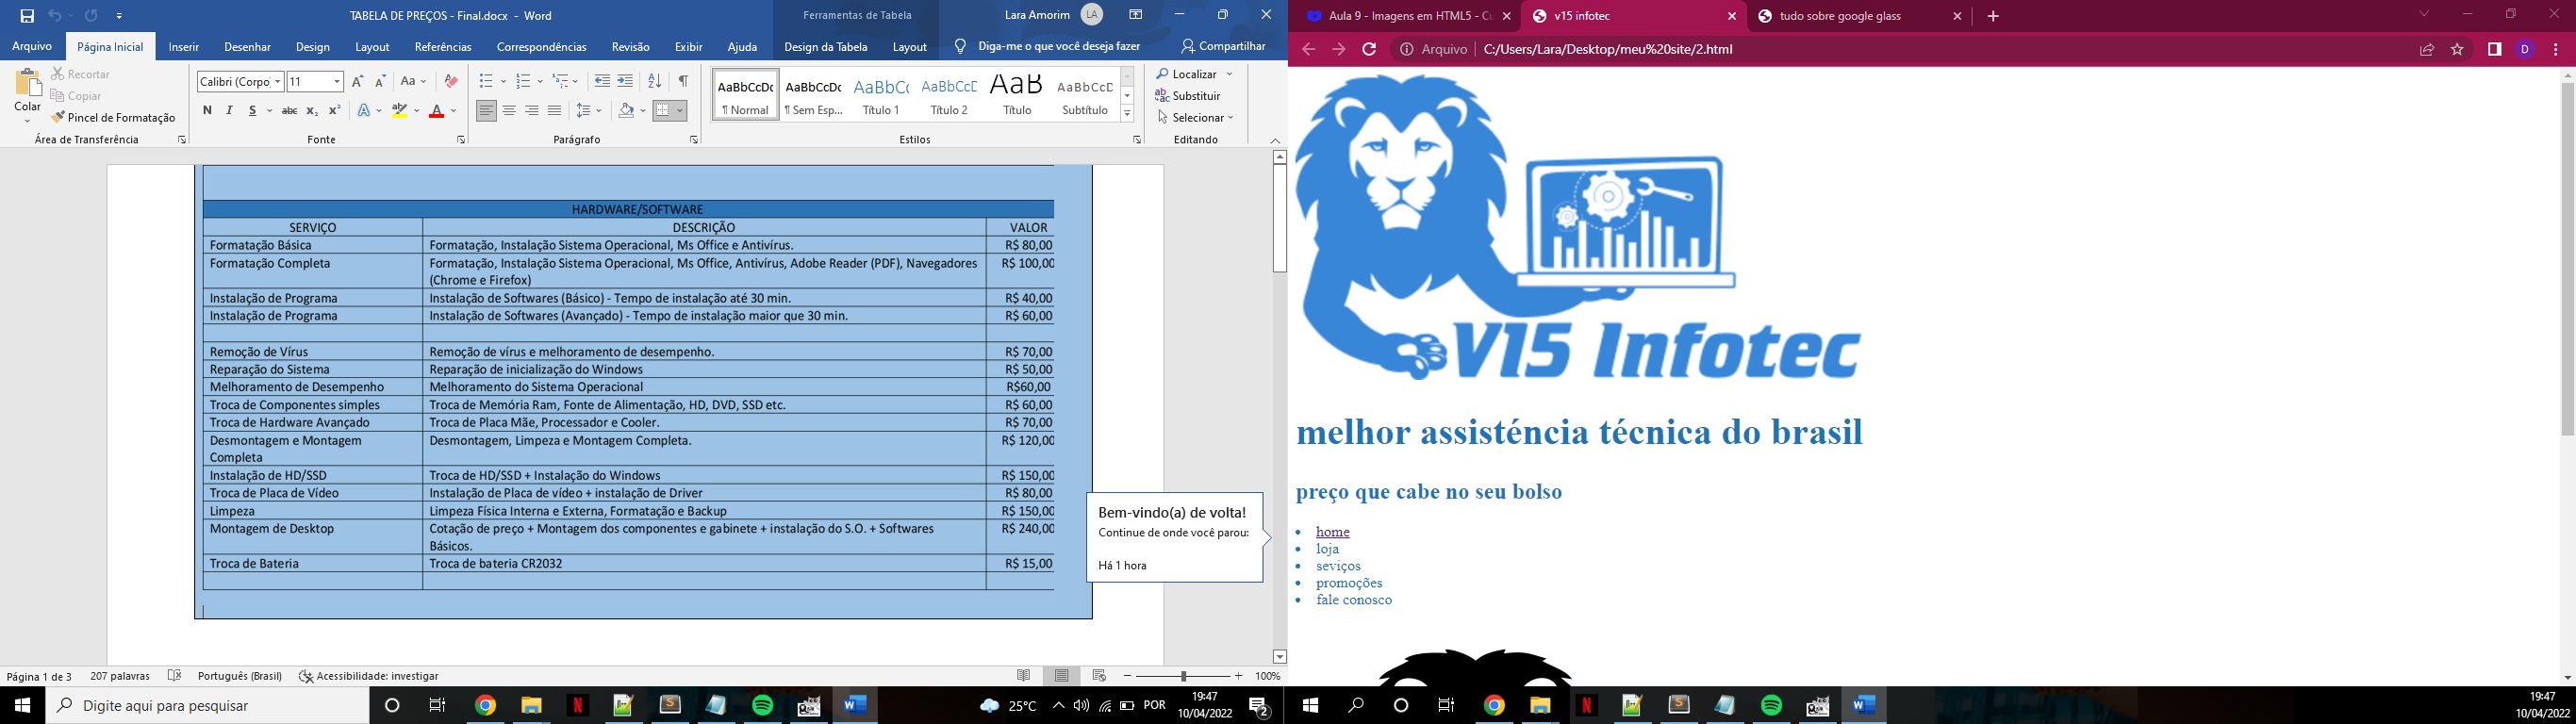 TABELA DE PREÇOS - Final.docx - Word
Ferramentas de Tabela
Lara Amorim
LA
Arquivo
Página Inicial
Inserir
Desenhar
Design
Layout
Referências
Correspondências
Revisão
Exibir
Ajuda
Design da Tabela
Layout
Diga-me o que você deseja fazer
Compartilhar
Colar
Recortar
Copiar
Pincel de Formatação
Área de Transferência
Calibri (Corpo
11
Fonte
Parágrafo
AaBbCcDc
¶ Normal
AaBbCcDc
¶ Sem Esp...
AaBbCc
Título 1
AaBbCcC
Título 2
AaB
Título
AaBbCcD
Subtítulo
Estilos
Localizar
Substituir
Selecionar
Editando
HARDWARE/SOFTWARE
SERVIÇO DESCRIÇÃO VALOR
Formatação Básica Formatação, Instalação Sistema Operacional, Ms Office e Antivírus. R$ 80,00
Formatação Completa Formatação, Instalação Sistema Operacional, Ms Office, Antivírus, Adobe Reader (PDF), Navegadores R$ 100,00
(Chrome e Firefox)
Instalação de Programa Instalação de Softwares (Básico) - Tempo de instalação até 30 min. R$ 40,00
Instalação de Programa Instalação de Softwares (Avançado) - Tempo de instalação maior que 30 min. R$ 60,00
Remoção de Vírus Remoção de vírus e melhoramento de desempenho. R$ 70,00
Reparação do Sistema Reparação de inicialização do Windows R$ 50,00
Melhoramento de Desempenho Melhoramento do Sistema Operacional R$60,00
Troca de Componentes simples Troca de Memória Ram, Fonte de Alimentação, HD, DVD, SSD etc. R$ 60,00
Troca de Hardware Avançado Troca de Placa Mãe, Processador e Cooler. R$ 70,00
Desmontagem e Montagem Desmontagem, Limpeza e Montagem Completa. R$ 120,00
Completa
Instalação de HD/SSD Troca de HD/SSD + Instalação do Windows R$ 150,00
Troca de Placa de Vídeo Instalação de Placa de vídeo + instalação de Driver R$ 80,00
Limpeza Limpeza Física Interna e Externa, Formatação e Backup R$ 150,00
Montagem de Desktop Cotação de preço + Montagem dos componentes e gabinete + instalação do S.O. + Softwares R$ 240,00
Básicos.
Troca de Bateria Troca de bateria CR2032 R$ 15,00
Bem-vindo(a) de volta!
Continue de onde você parou:
Há 1 hora
Página 1 de 3
207 palavras
Português (Brasil)
Acessibilidade: investigar
100%
Digite aqui para pesquisar
25°C
POR
19:47
10/04/2022
2
Aula 9 - Imagens em HTML5 - Cu
v15 infotec
tudo sobre google glass
Arquivo
C:/Users/Lara/Desktop/meu%20site/2.html
D
V15 Infotec
melhor assisténcia técnica do brasil
preço que cabe no seu bolso
home
loja
seviços
promoções
fale conosco
19:47
10/04/2022